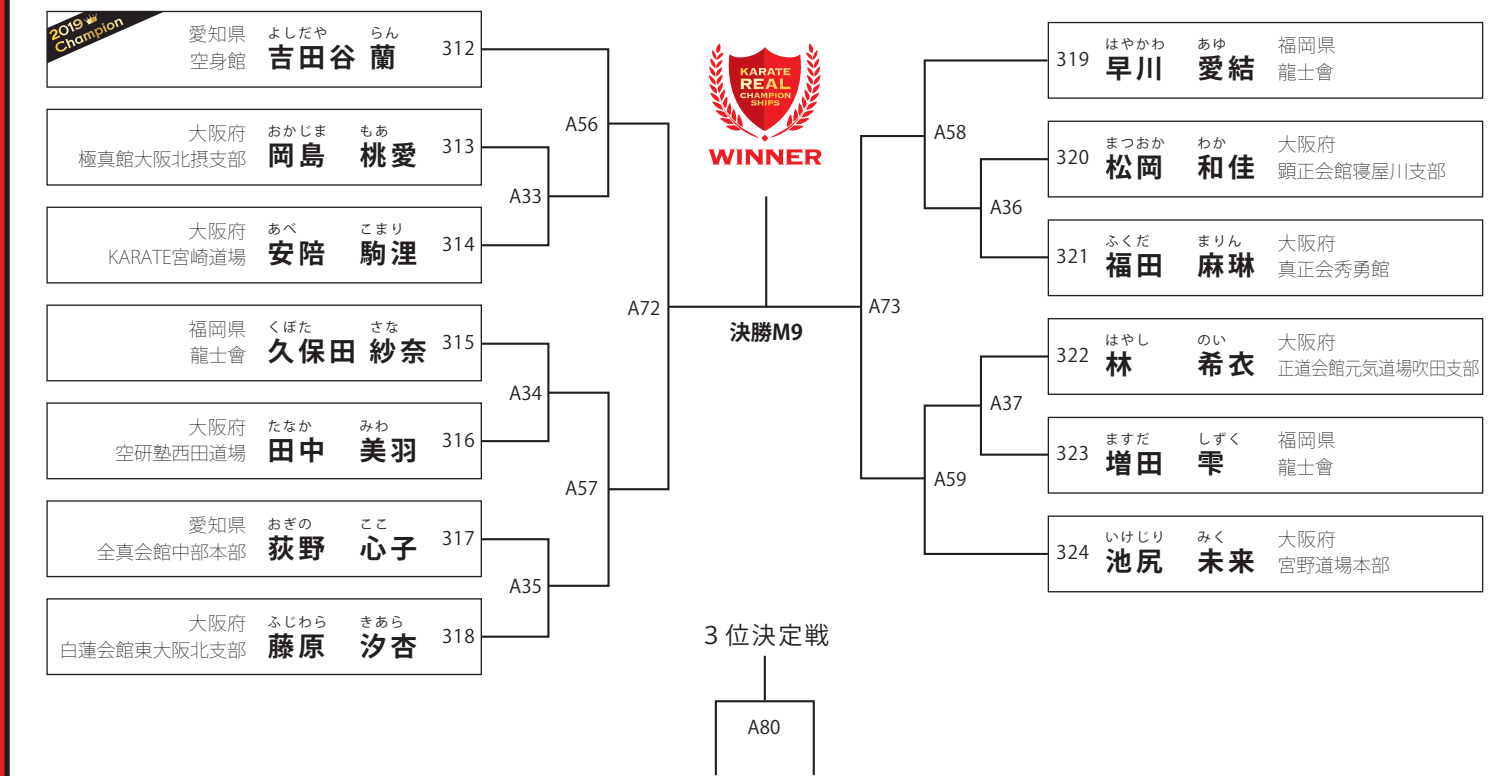 2019
Champion
愛知県
空身館
よしだや らん
吉田谷 蘭
312
大阪府
極真館大阪北摂支部
おかじま もあ
岡島 桃愛
313
大阪府
KARATE宮崎道場
あべ こまり
安陪 駒浬
314
福岡県
龍士會
くぼた さな
久保田 紗奈
315
大阪府
空研塾西田道場
たなか みわ
田中 美羽
316
愛知県
全真会館中部本部
おぎの ここ
荻野 心子
317
大阪府
白蓮会館東大阪北支部
ふじわら きあら
藤原 汐杏
318
A56
A33
A34
A57
A35
A72
KARATE
REAL
CHAMPION
SHIPS
WINNER
決勝M9
3位決定戦
A80
A73
A58
A36
A37
A59
319
はやかわ あゆ
早川 愛結
福岡県
龍士會
320
まつおか わか
松岡 和佳
大阪府
顕正会館寝屋川支部
321
ふくだ まりん
福田 麻琳
大阪府
真正会秀勇館
322
はやし のい
林 希衣
大阪府
正道会館元気道場吹田支部
323
ますだ しずく
増田 雫
福岡県
龍士會
324
いけじり みく
池尻 未来
大阪府
宮野道場本部